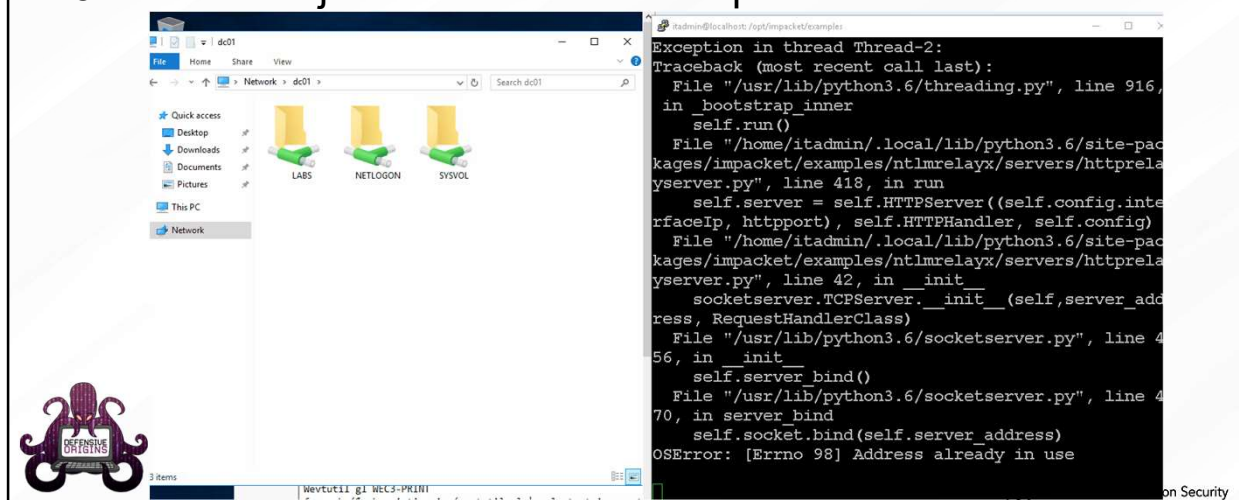 dc01
File Home Share View
Network > dc01 >
Search dc01
Quick access
Desktop
Downloads
Documents
Pictures
This PC
Network
LABS NETLOGON SYSVOL
3 items
Wevtutil gl WEC3-PRINT
DEFENSIVE
ORIGINS
itadmin@localhost: /opt/impacket/examples
Exception in thread Thread-2:
Traceback (most recent call last):
File "/usr/lib/python3.6/threading.py", line 916,
in _bootstrap_inner
self.run()
File "/home/itadmin/.local/lib/python3.6/site-pac
kages/impacket/examples/ntlmrelayx/servers/httprela
yserver.py", line 418, in run
self.server = self.HTTPServer((self.config.inte
rfaceIp, httpport), self.HTTPHandler, self.config)
File "/home/itadmin/.local/lib/python3.6/site-pac
kages/impacket/examples/ntlmrelayx/servers/httprela
yserver.py", line 42, in __init__
socketserver.TCPServer.__init__(self,server_add
ress, RequestHandlerClass)
File "/usr/lib/python3.6/socketserver.py", line 4
56, in __init__
self.server_bind()
File "/usr/lib/python3.6/socketserver.py", line 4
70, in server_bind
self.socket.bind(self.server_address)
OSError: [Errno 98] Address already in use
on Security